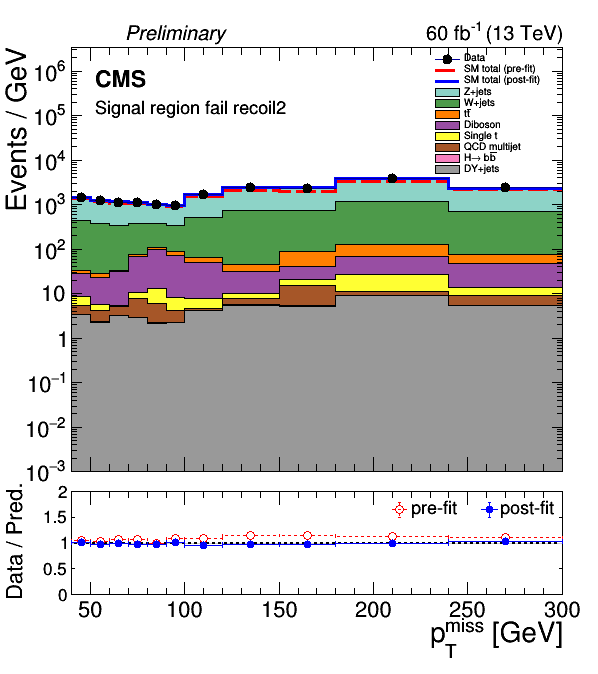 Preliminary 60 fb⁻¹ (13 TeV)
CMS
Signal region fail recoil2
Data
SM total (pre-fit)
SM total (post-fit)
Z+jets
W+jets
tt̅
Diboson
Single t
QCD multijet
H→ bb̅
DY+jets
Events / GeV
10⁶
10⁵
10⁴
10³
10²
10
1
10⁻¹
10⁻²
10⁻³
pre-fit post-fit
Data / Pred.
2
1.5
1
0.5
0
50 100 150 200 250 300
p_T^miss [GeV]